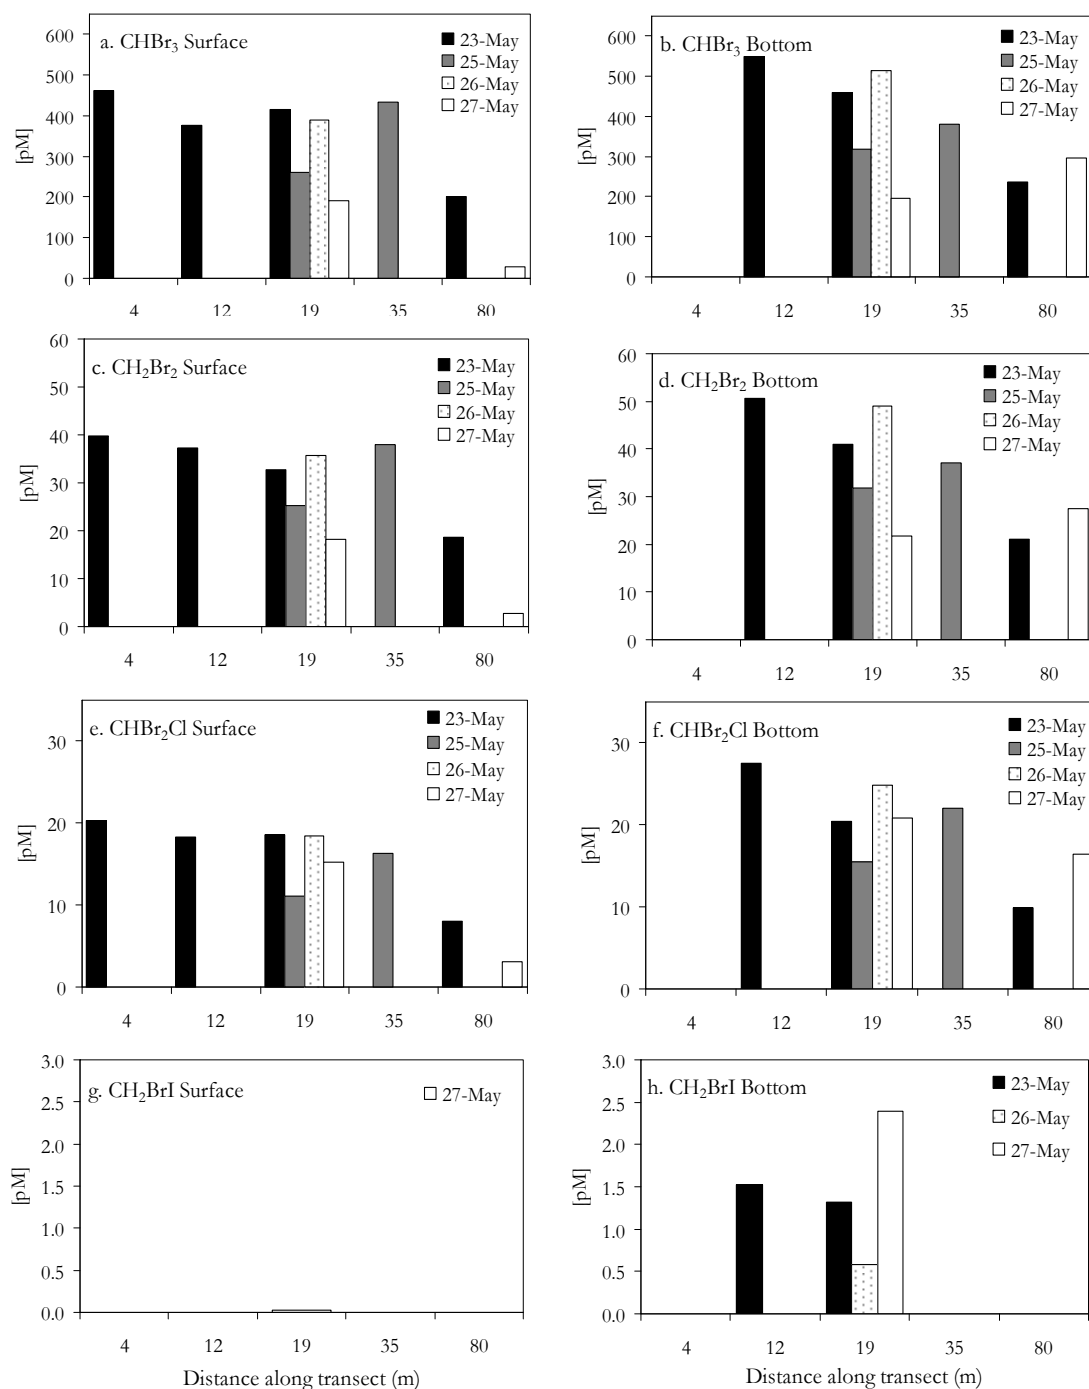 a. CHBr₃ Surface
23-May
25-May
26-May
27-May
600
500
400
300
200
100
0
[pM]
4 12 19 35 80
b. CHBr₃ Bottom
23-May
25-May
26-May
27-May
600
500
400
300
200
100
0
[pM]
4 12 19 35 80
c. CH₂Br₂ Surface
23-May
25-May
26-May
27-May
60
50
40
30
20
10
0
[pM]
4 12 19 35 80
d. CH₂Br₂ Bottom
23-May
25-May
26-May
27-May
60
50
40
30
20
10
0
[pM]
4 12 19 35 80
e. CHBr₂Cl Surface
23-May
25-May
26-May
27-May
30
20
10
0
[pM]
4 12 19 35 80
f. CHBr₂Cl Bottom
23-May
25-May
26-May
27-May
30
20
10
0
[pM]
4 12 19 35 80
g. CH₂BrI Surface
27-May
3.0
2.5
2.0
1.5
1.0
0.5
0.0
[pM]
4 12 19 35 80
Distance along transect (m)
h. CH₂BrI Bottom
23-May
26-May
27-May
3.0
2.5
2.0
1.5
1.0
0.5
0.0
[pM]
4 12 19 35 80
Distance along transect (m)